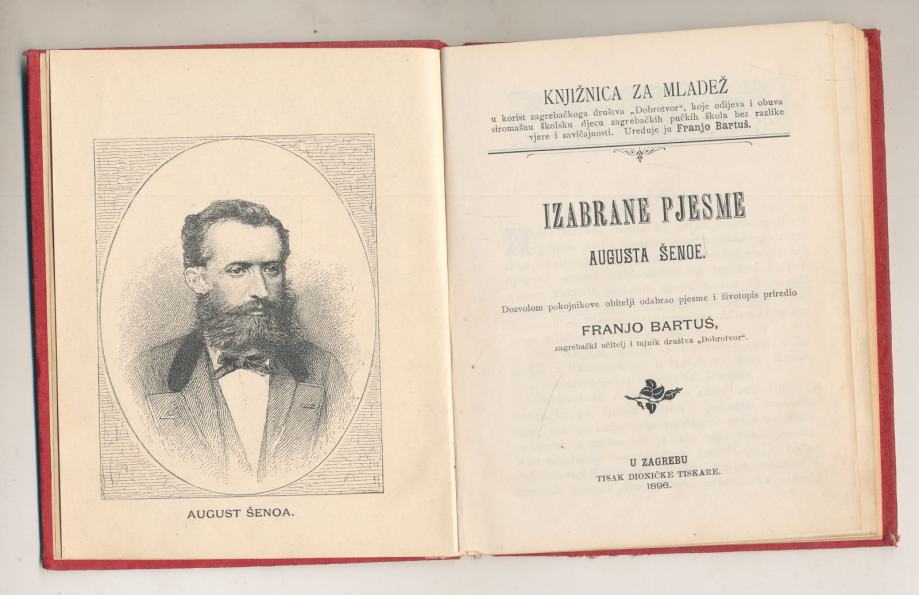 AUGUST ŠENOA.
KNJIŽNICA ZA MLADEŽ
u korist zagrebačkoga društva „Dobrotvor“, koje odijeva i obuva
siromašnu školsku djecu zagrebačkih pučkih škola bez razlike
vjere i zavičajnosti. Uređuje ju Franjo Bartuš.
IZABRANE PJESME
AUGUSTA ŠENOE.
Dozvolom pokojnikove obitelji odabrao pjesme i životopis priredio
FRANJO BARTUŠ,
zagrebački učitelj i tajnik društva „Dobrotvor“.
U ZAGREBU
TISAK DIONIČKE TISKARE.
1896.